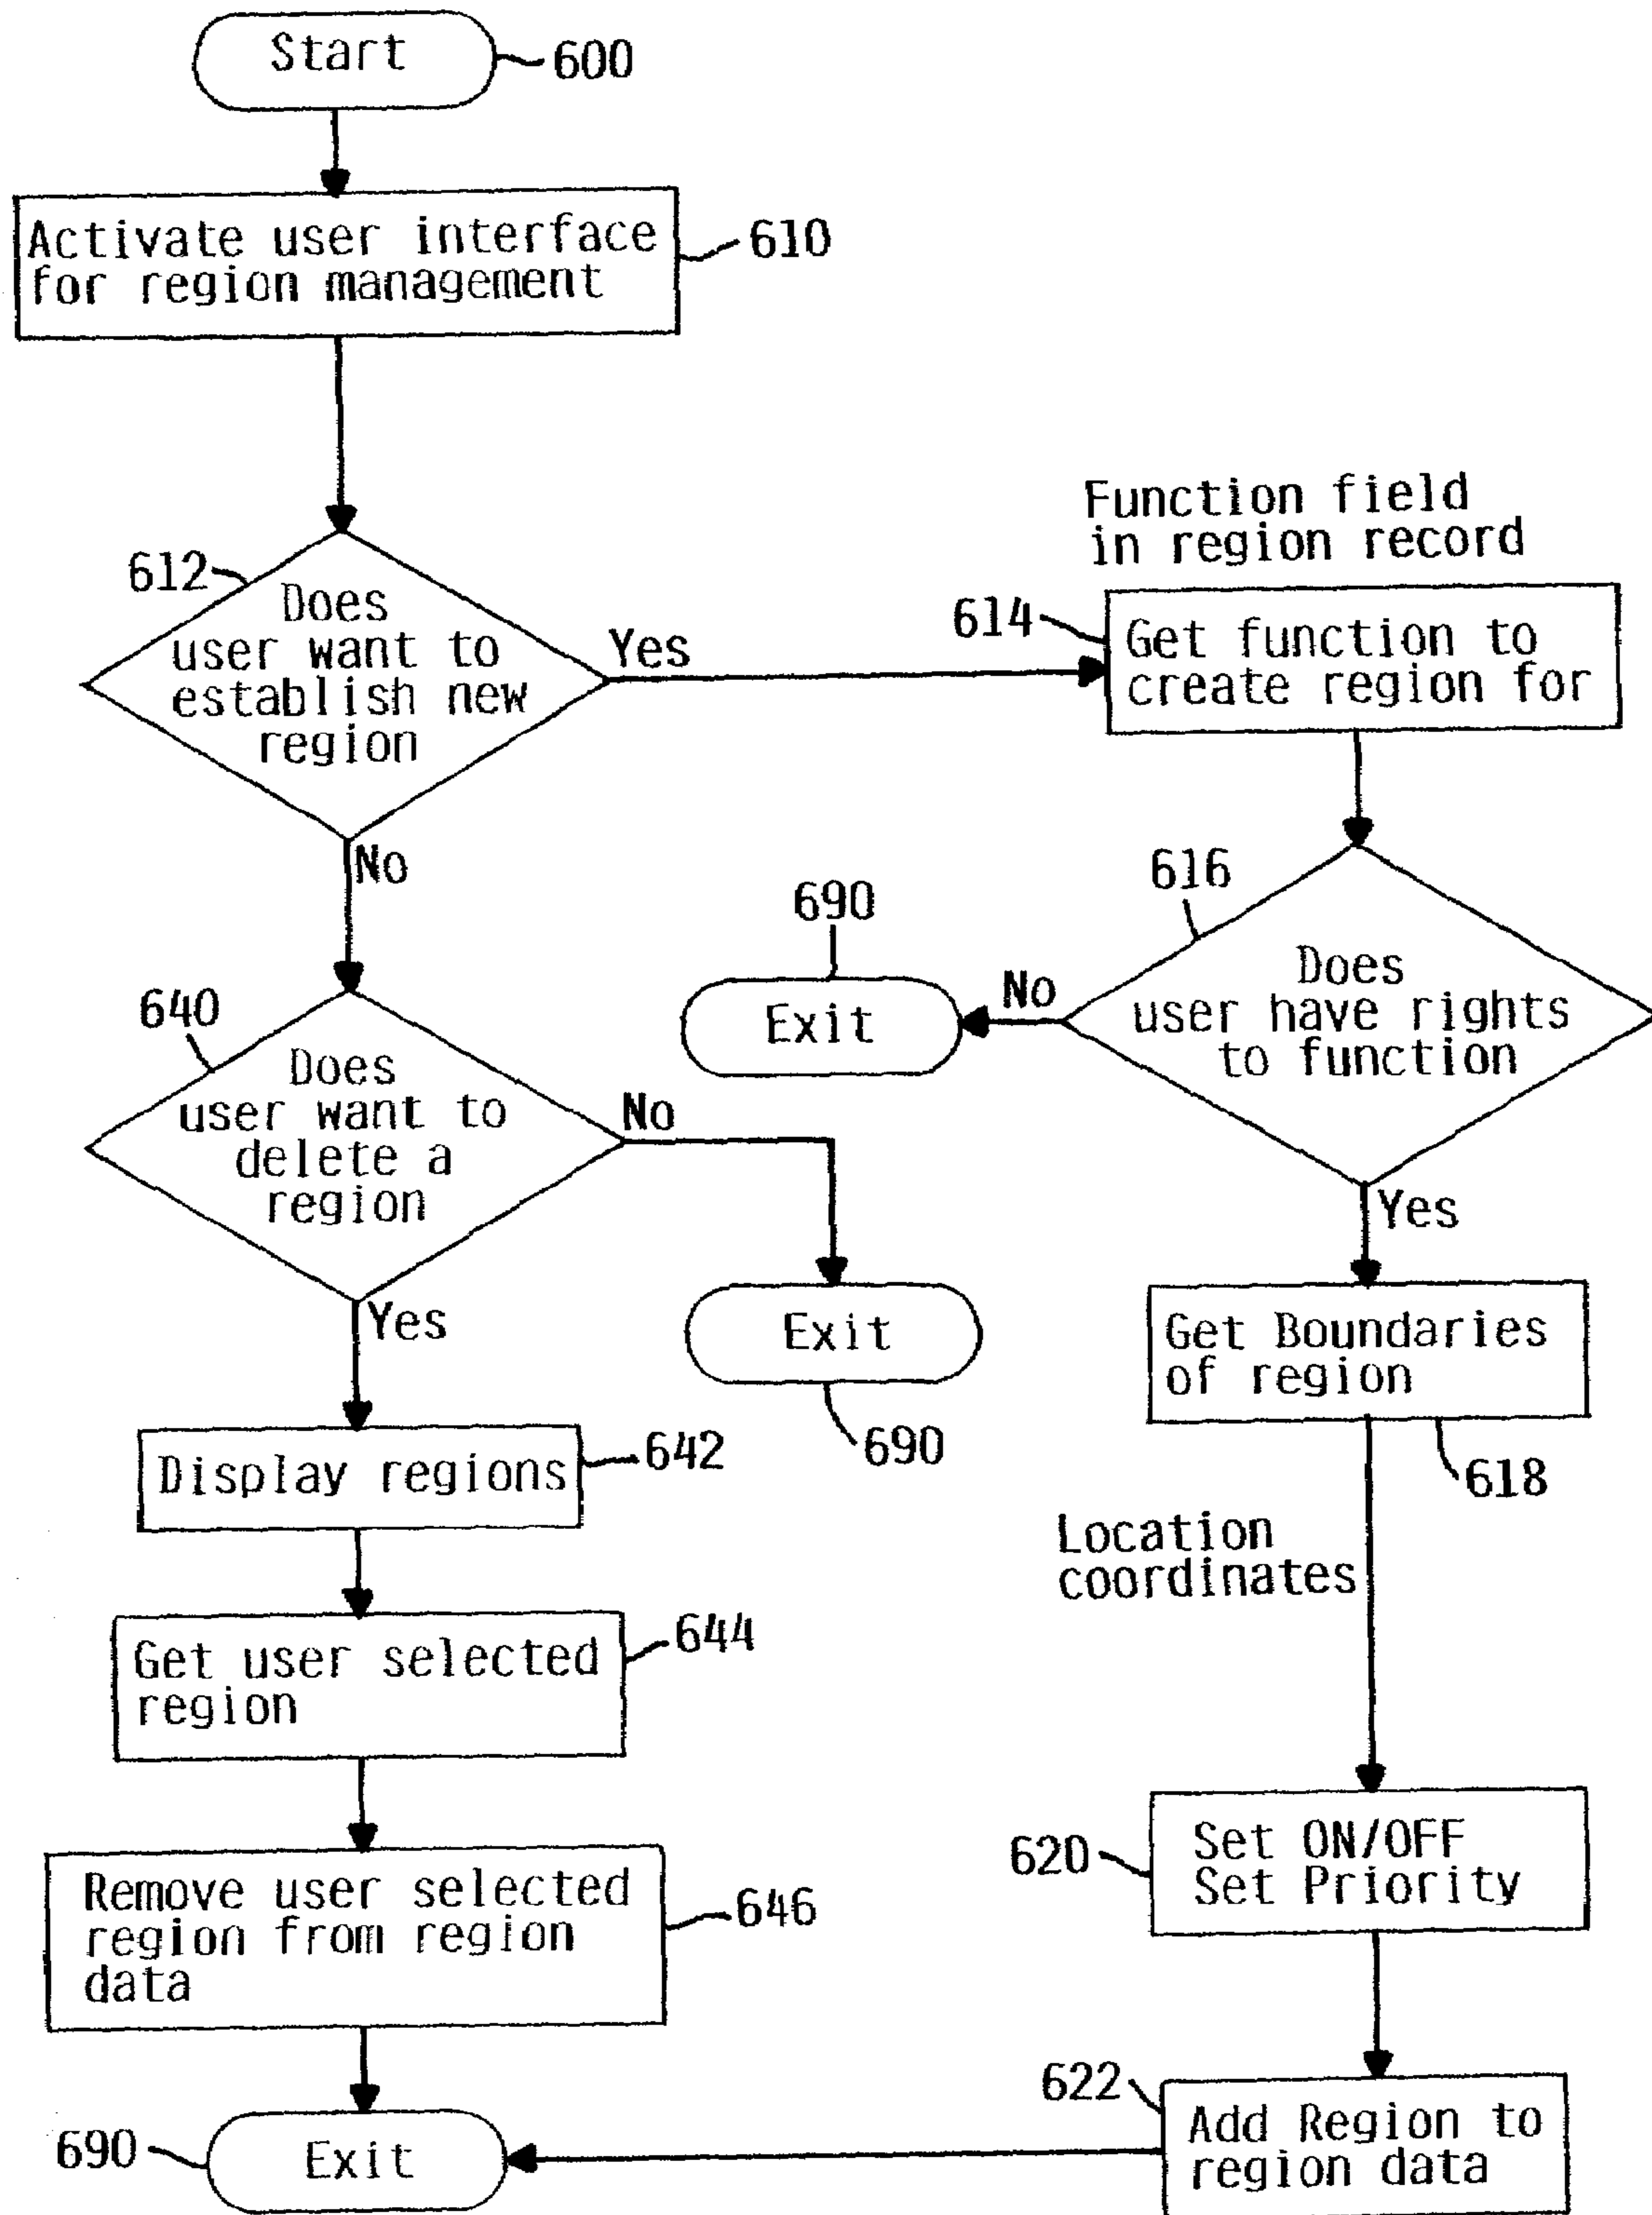 Start
600
Activate user interface
for region management
610
612
Does
user want to
establish new
region
Yes
No
Function field
in region record
614
Get function to
create region for
616
Does
user have rights
to function
No
690
Exit
Yes
640
Does
user want to
delete a
region
No
Exit
690
Yes
Get Boundaries
of region
618
Location
coordinates
Display regions
642
Get user selected
region
644
620
Set ON/OFF
Set Priority
Remove user selected
region from region
data
646
622
Add Region to
region data
690
Exit